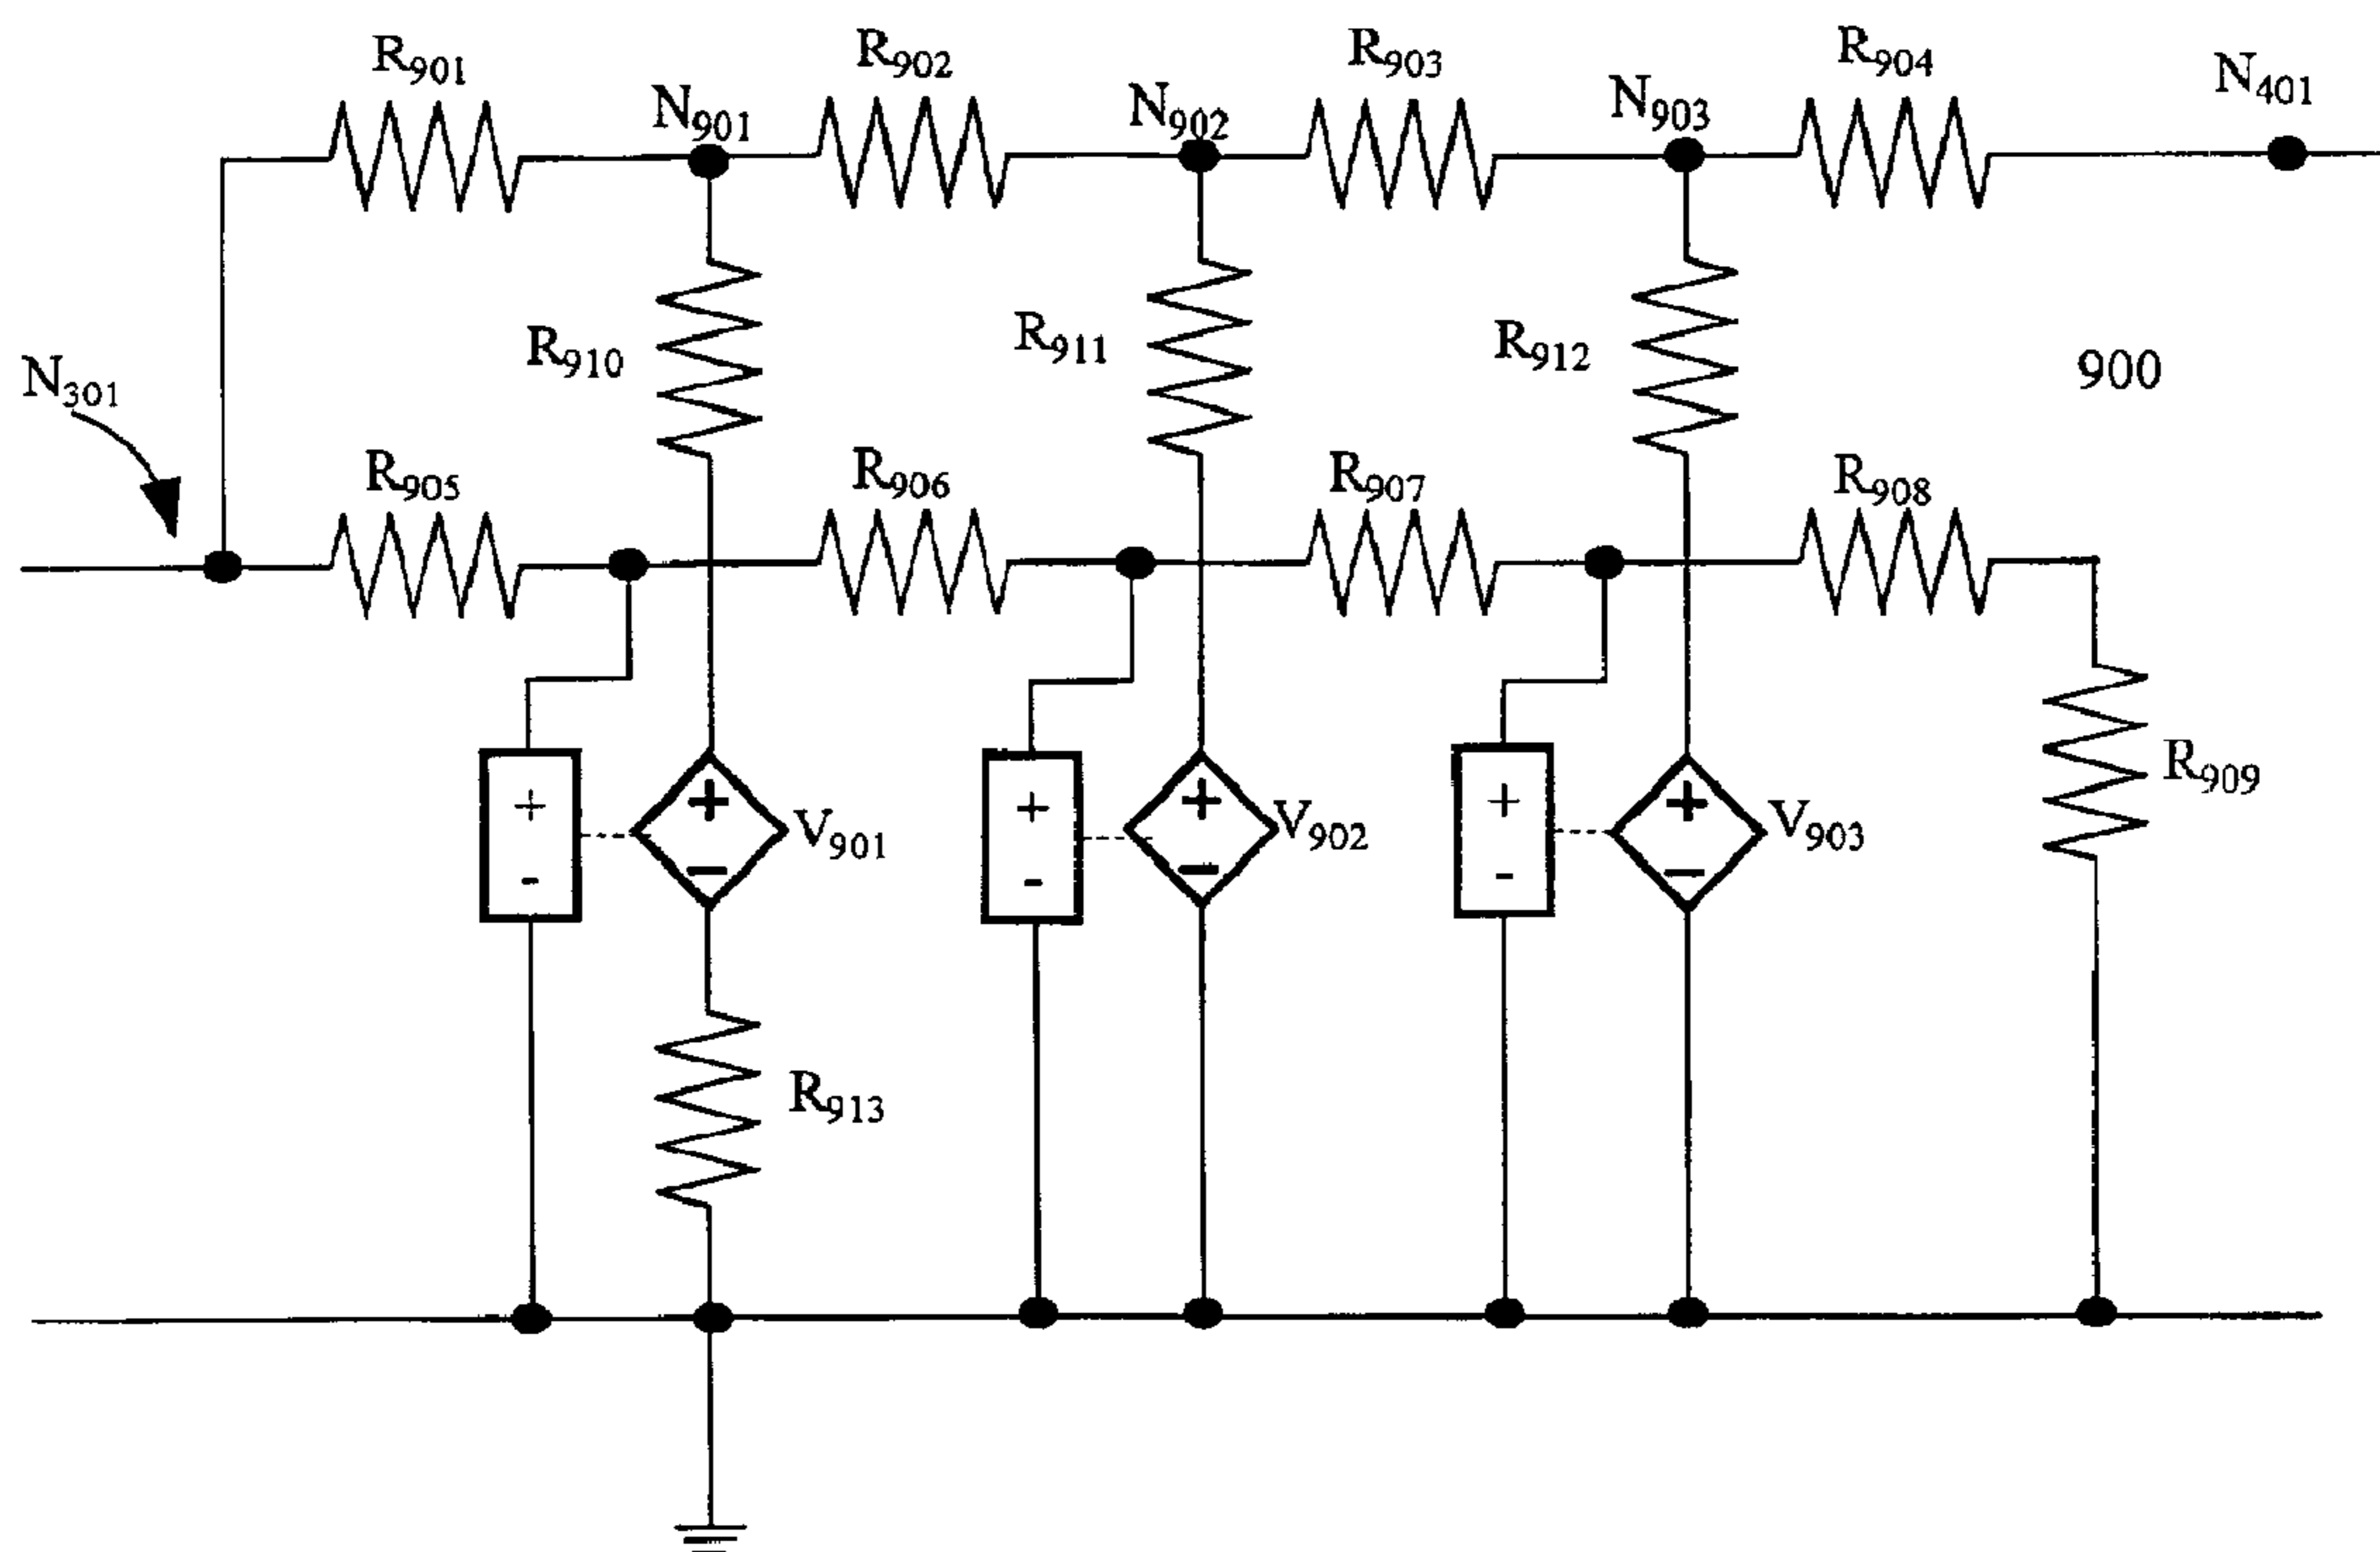 R901
R902
R903
R904
N401
N901
N902
N903
R910
R911
R912
900
N301
R905
R906
R907
R908
R909
+
-
+
-
V901
+
-
+
-
V902
+
-
+
-
V903
R913